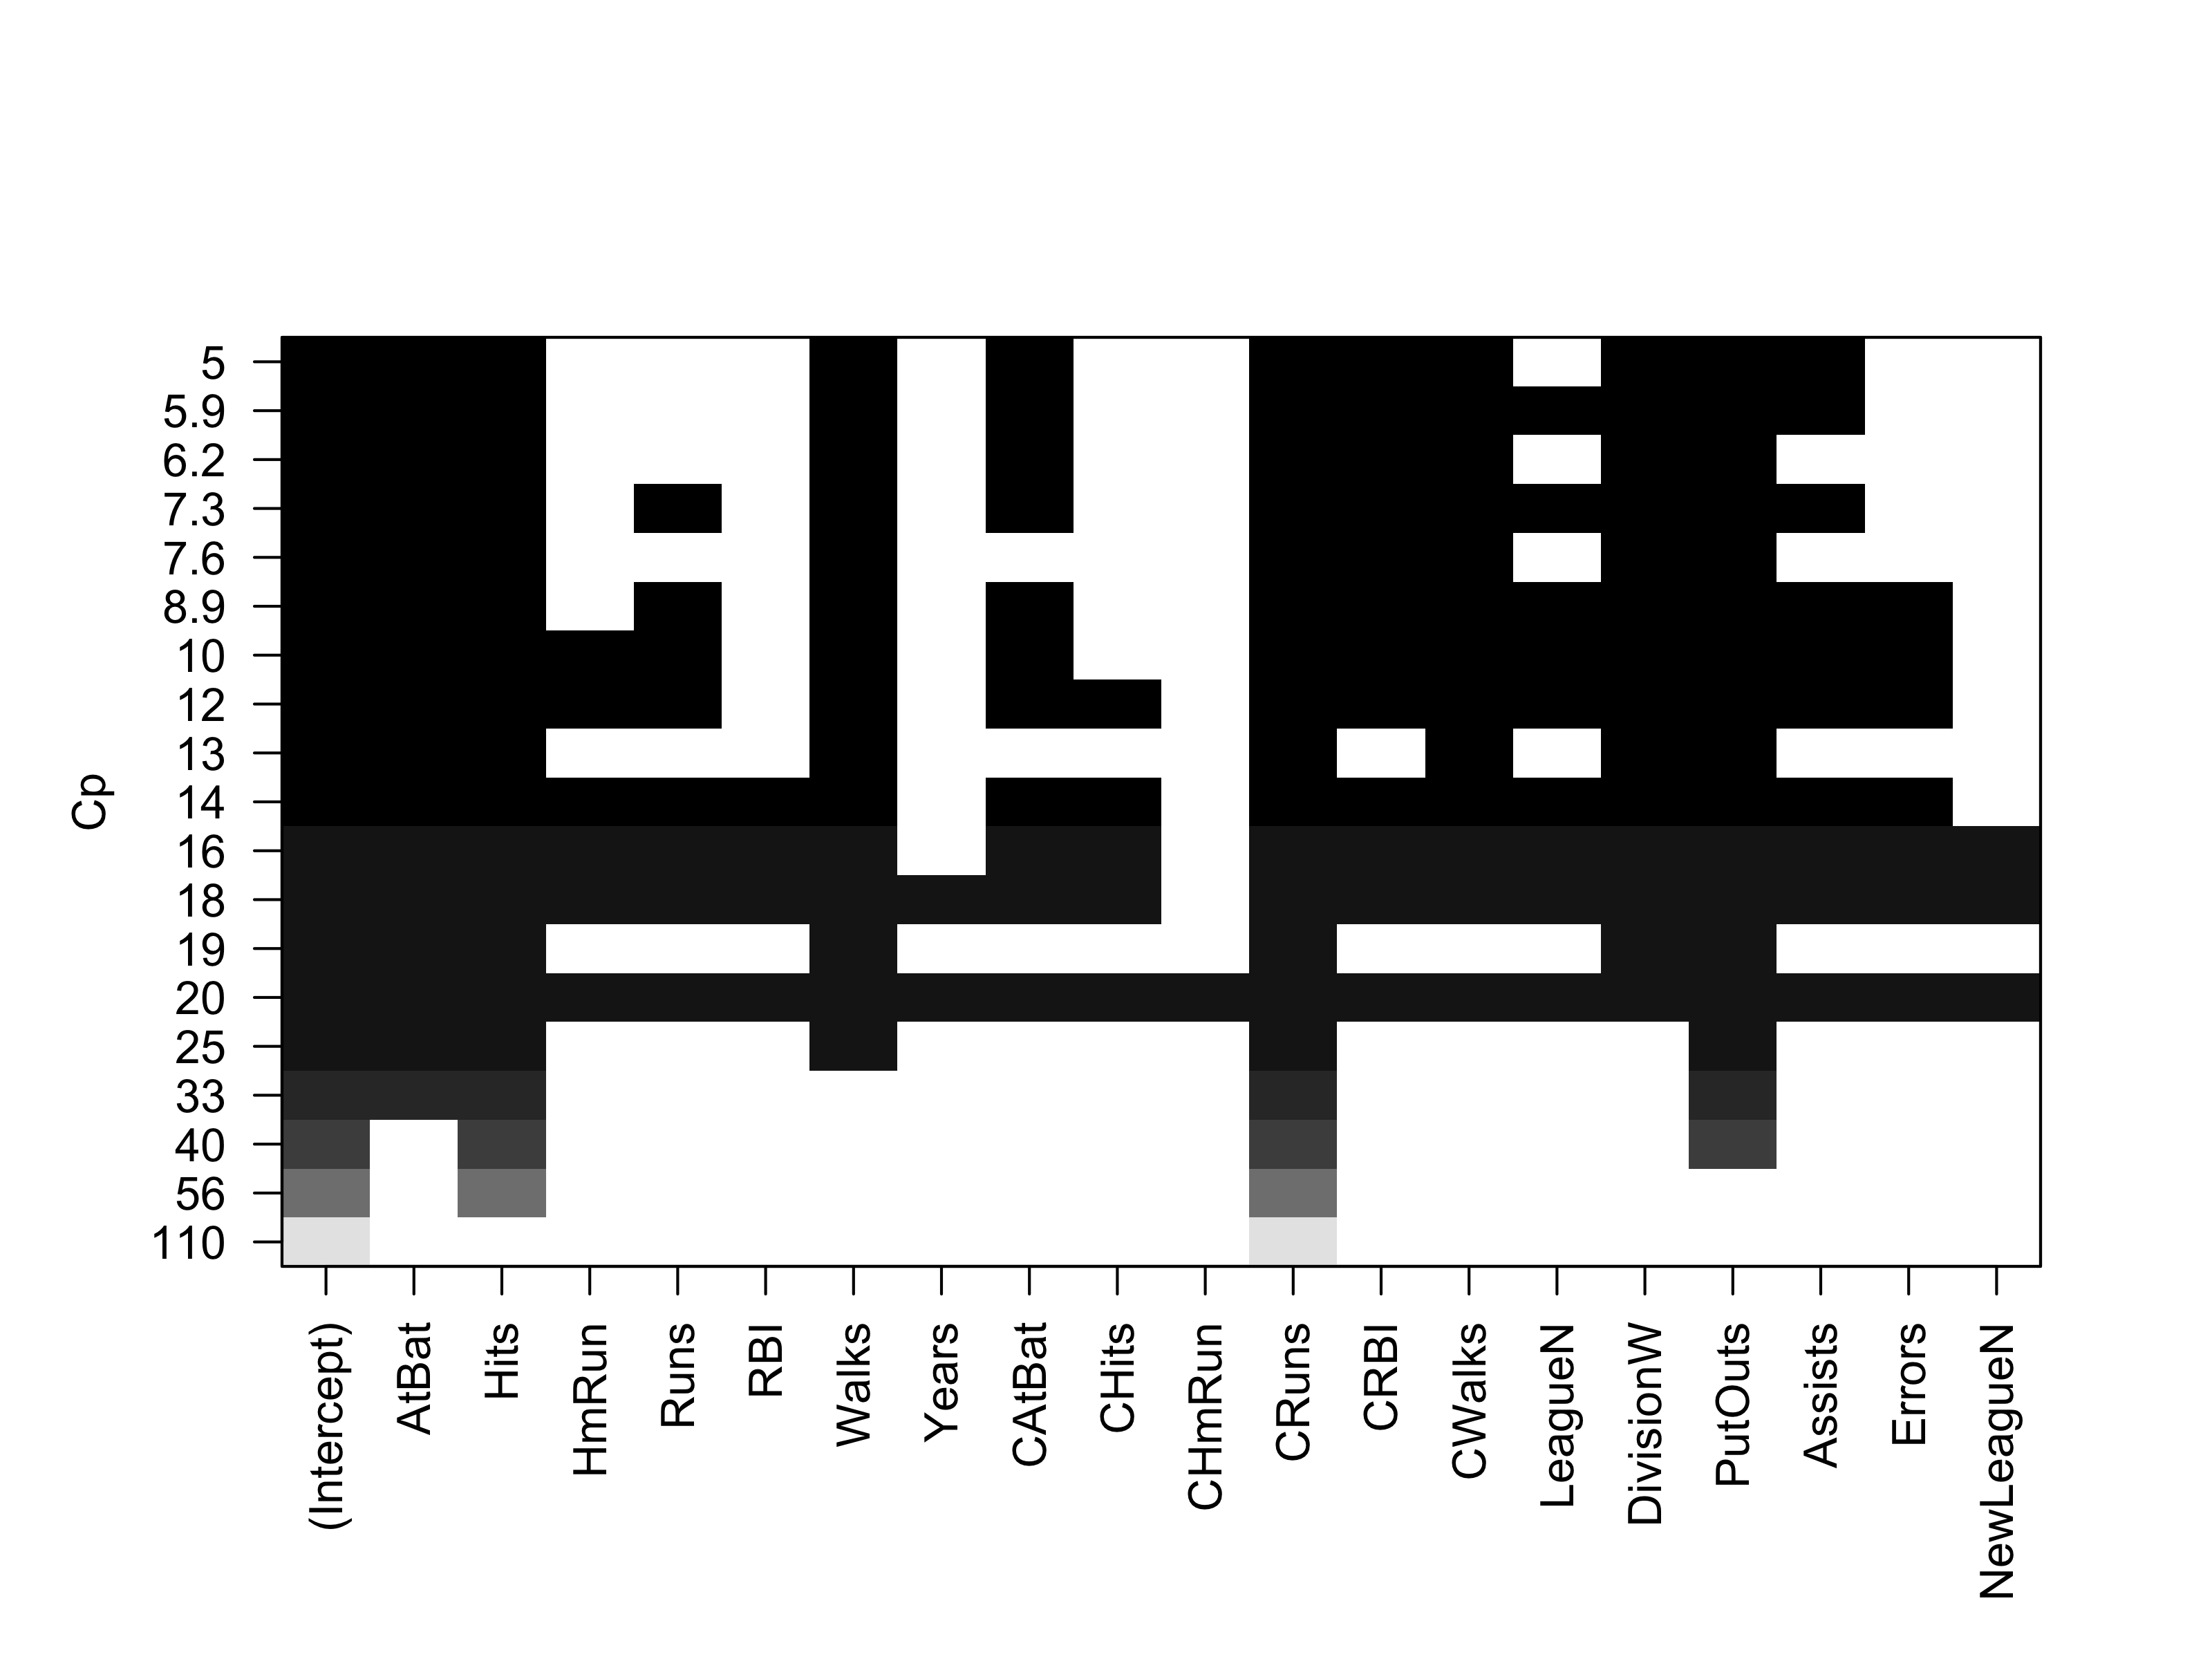 5
5.9
6.2
7.3
7.6
8.9
10
12
13
14
16
18
19
20
25
33
40
56
110
Cp
(Intercept)
AtBat
Hits
HmRun
Runs
RBI
Walks
Years
CAtBat
CHits
CHmRun
CRuns
CRBI
CWalks
LeagueN
DivisionW
PutOuts
Assists
Errors
NewLeagueN